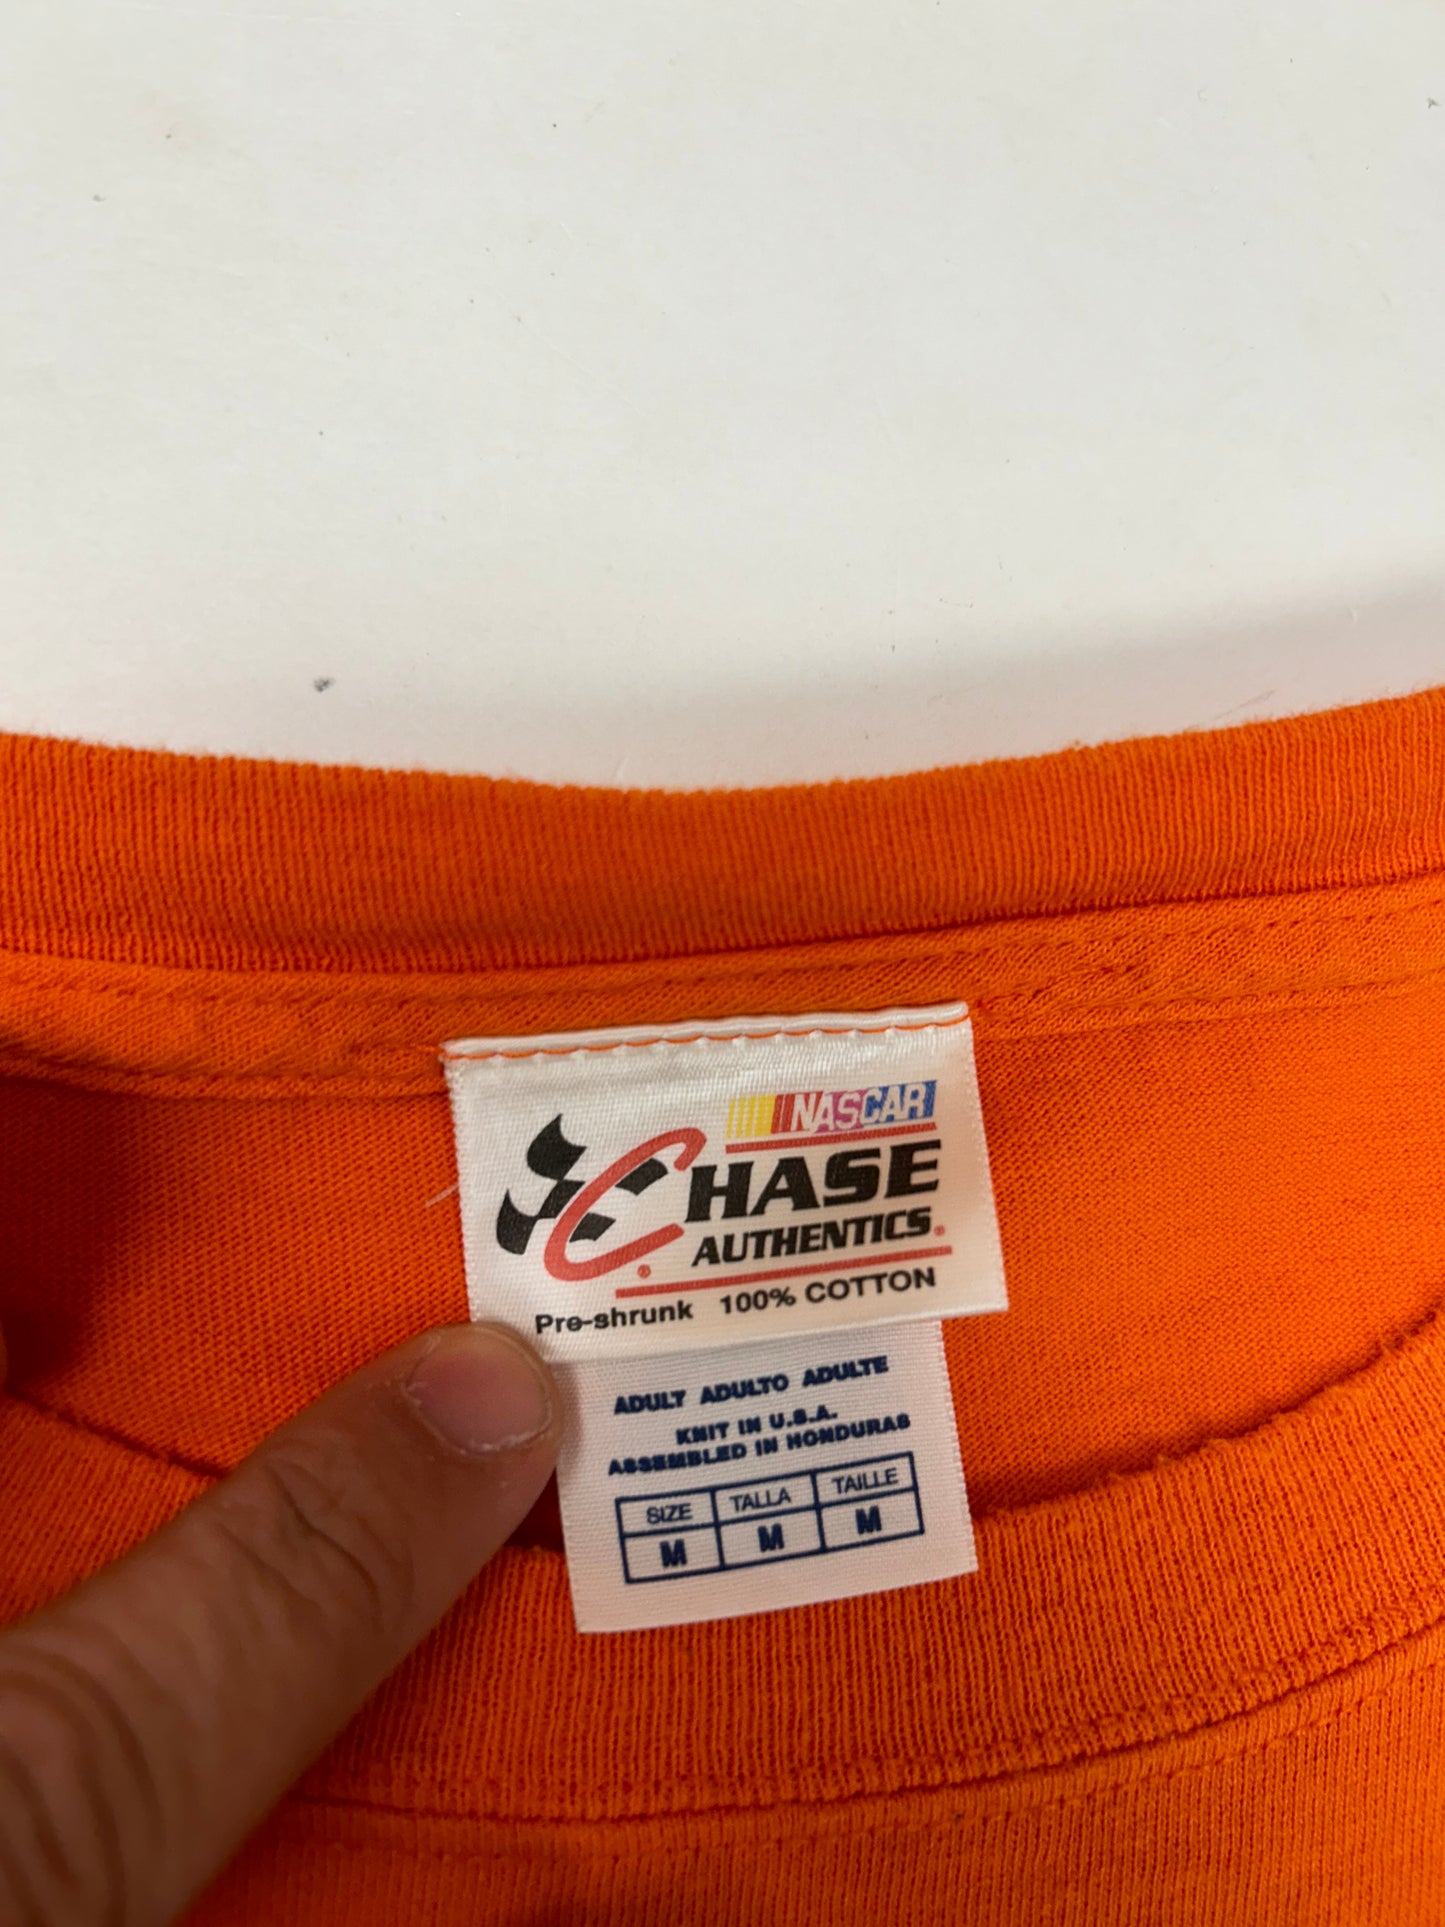 NASCAR
CHASE
AUTHENTICS®
®
Pre-shrunk 100% COTTON
ADULT ADULTO ADULTE
KNIT IN U.S.A.
ASSEMBLED IN HONDURAS
SIZE TALLA TAILLE
M M M